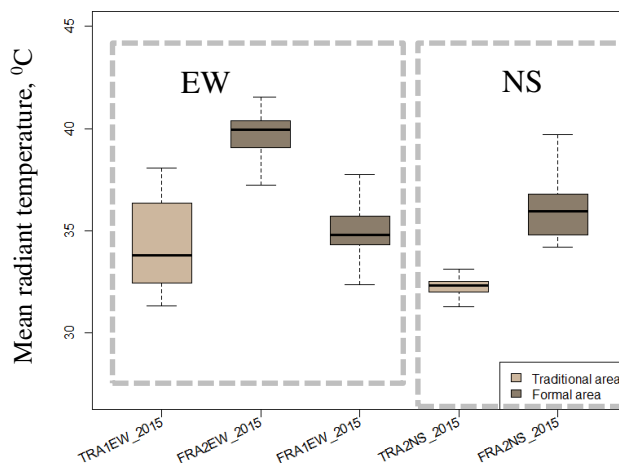 Mean radiant temperature, ⁰C
45
40
35
30
EW
NS
Traditional area
Formal area
TRA1EW_2015
FRA2EW_2015
FRA1EW_2015
TRA2NS_2015
FRA2NS_2015